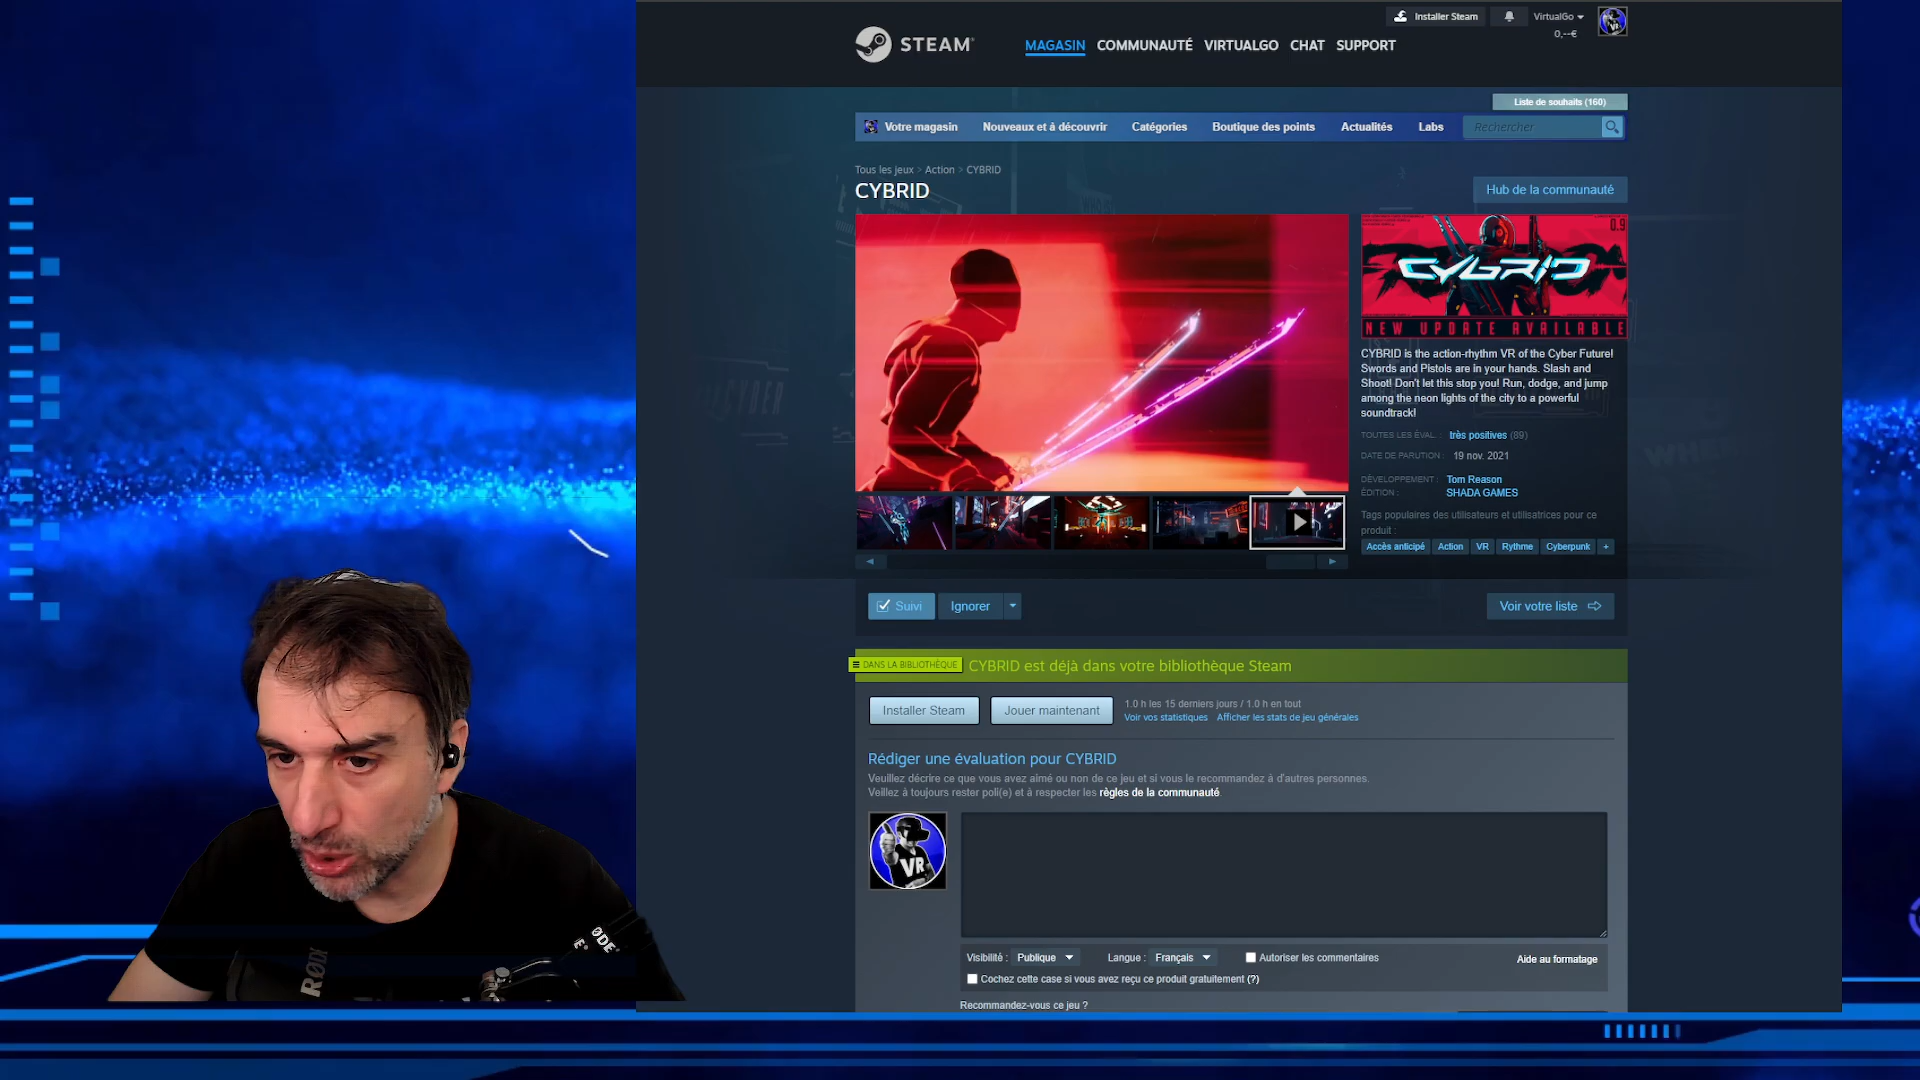 Installer Steam
VirtualGo
0,--€
STEAM®
MAGASIN
COMMUNAUTÉ
VIRTUALGO
CHAT
SUPPORT
Liste de souhaits (160)
Votre magasin
Nouveaux et à découvrir
Catégories
Boutique des points
Actualités
Labs
Rechercher
Tous les jeux > Action > CYBRID
CYBRID
Hub de la communauté
0.9
CYBRID
NEW UPDATE AVAILABLE
CYBRID is the action-rhythm VR of the Cyber Future!
Swords and Pistols are in your hands. Slash and
Shoot! Don't let this stop you! Run, dodge, and jump
among the neon lights of the city to a powerful
soundtrack!
TOUTES LES ÉVAL. : très positives (89)
DATE DE PARUTION : 19 nov. 2021
DÉVELOPPEMENT : Tom Reason
ÉDITION : SHADA GAMES
Tags populaires des utilisateurs et utilisatrices pour ce
produit :
Accès anticipé
Action
VR
Rythme
Cyberpunk
+
Suivi
Ignorer
Voir votre liste
DANS LA BIBLIOTHÈQUE
CYBRID est déjà dans votre bibliothèque Steam
Installer Steam
Jouer maintenant
1.0 h les 15 derniers jours / 1.0 h en tout
Voir vos statistiques Afficher les stats de jeu générales
Rédiger une évaluation pour CYBRID
Veuillez décrire ce que vous avez aimé ou non de ce jeu et si vous le recommandez à d'autres personnes.
Veillez à toujours rester poli(e) et à respecter les règles de la communauté
VR
Visibilité : Publique
Langue : Français
Autoriser les commentaires
Aide au formatage
Cochez cette case si vous avez reçu ce produit gratuitement (?)
Recommandez-vous ce jeu ?
CYBER
RØDE